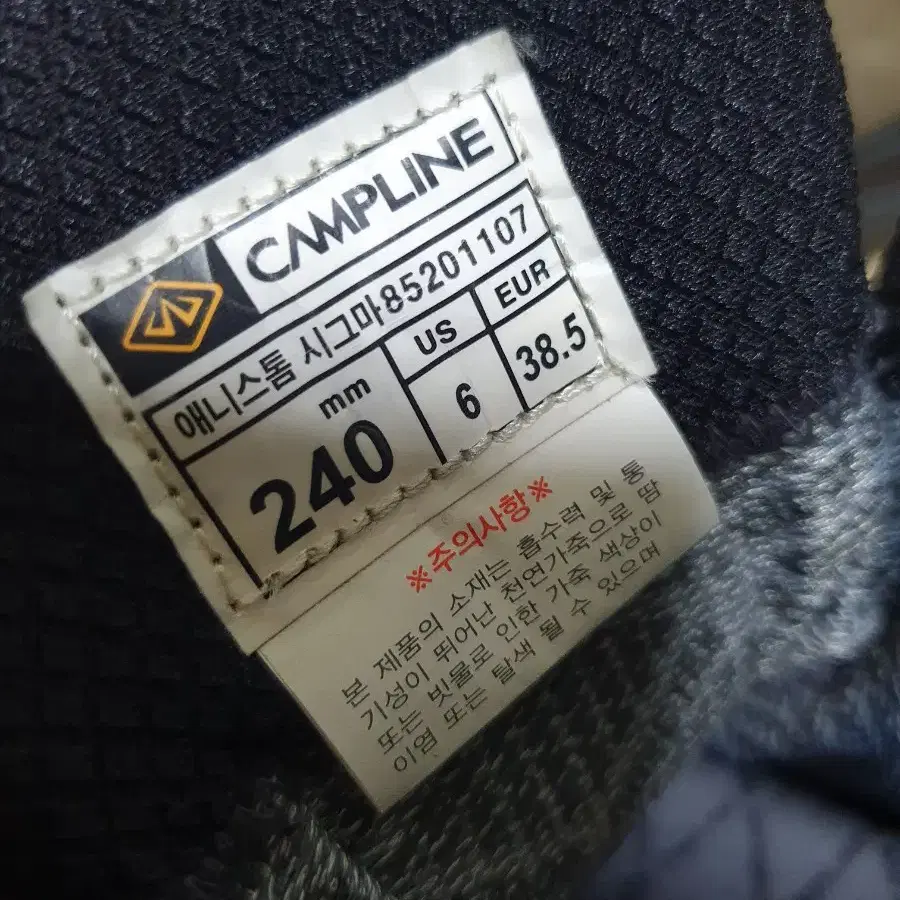 CAMPLINE
애니스톰 시그마85201107
mm US EUR
240 6 38.5
※주의사항※
본 제품의 소재는 흡수력 및 통
기성이 뛰어난 천연가죽으로 땀
또는 빗물로 인한 가죽 색상이
이염 또는 탈색 될 수 있으며